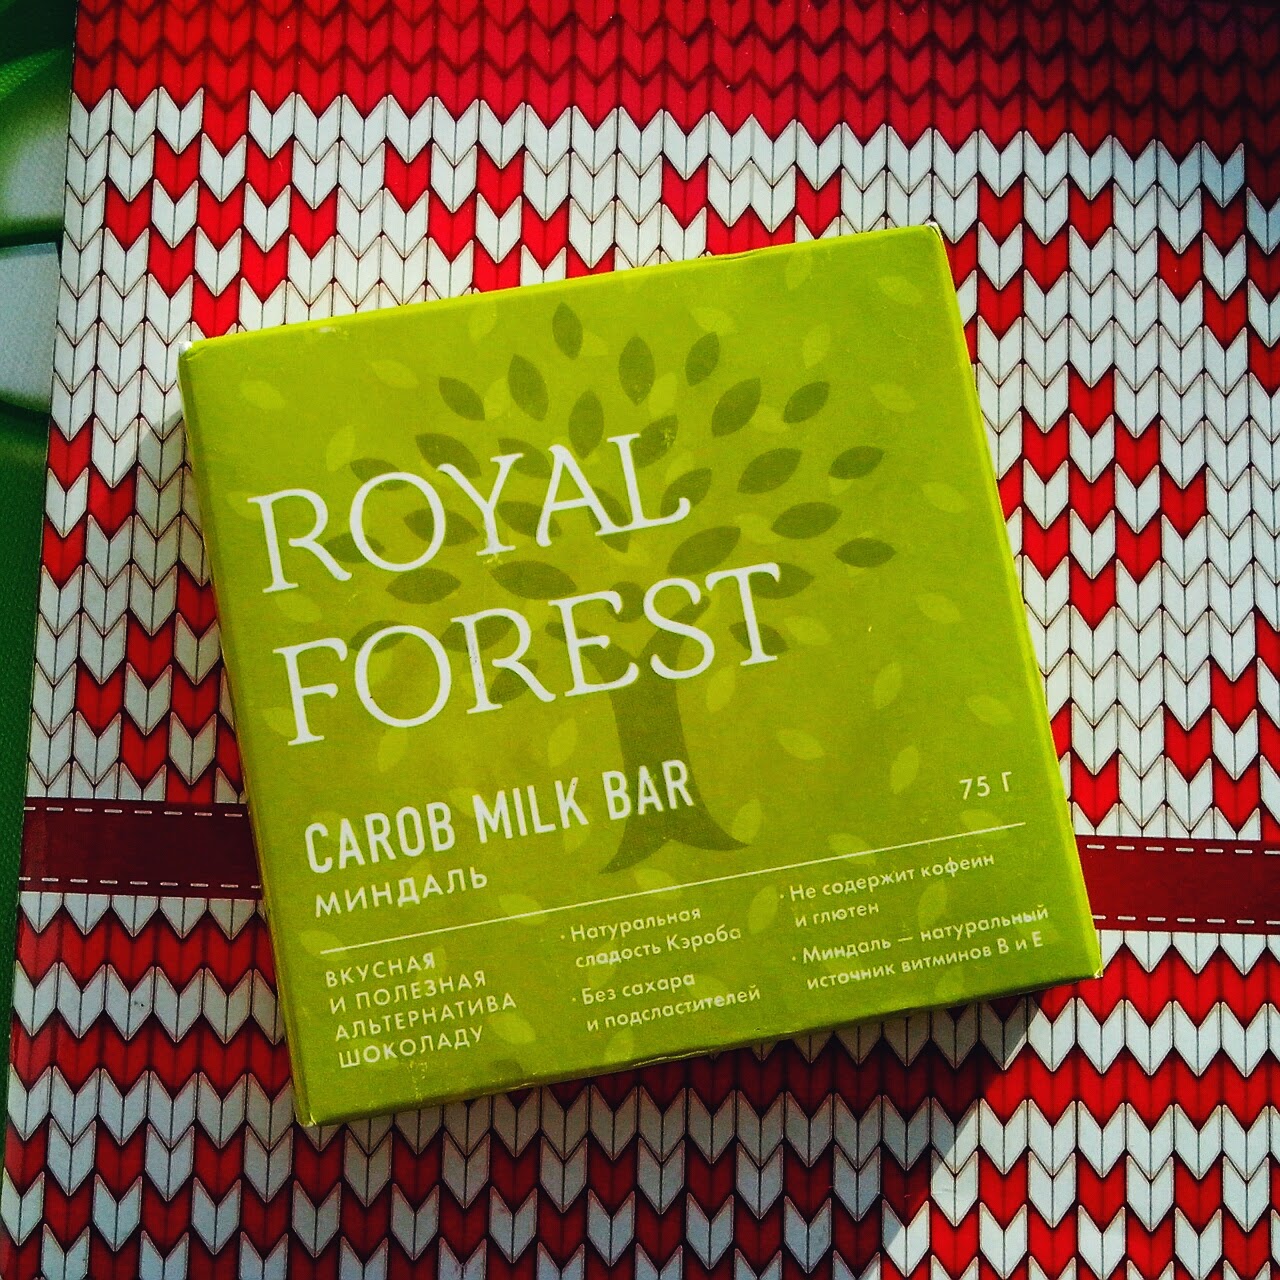 ROYAL
FOREST
CAROB MILK BAR
75 Г
МИНДАЛЬ
ВКУСНАЯ
И ПОЛЕЗНАЯ
АЛЬТЕРНАТИВА
ШОКОЛАДУ
· Натуральная
сладость Кэроба
· Без сахара
и подсластителей
· Не содержит кофеин
и глютен
· Миндаль — натуральный
источник витминов В и Е